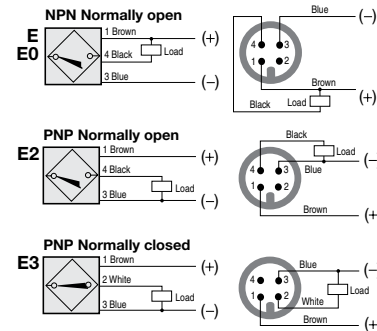 NPN Normally open
E
E0
1 Brown
(+)
4 Black
Load
3 Blue
(−)
Blue
(−)
4
3
1
2
Brown
(+)
Black
Load
PNP Normally open
E2
1 Brown
(+)
4 Black
Load
3 Blue
(−)
Black
Load
(−
4
3
Blue
1
2
Brown
(+
PNP Normally closed
E3
1 Brown
(+)
2 White
Load
3 Blue
(−)
Blue
(−
4
3
Load
1
2
White
Brown
(+